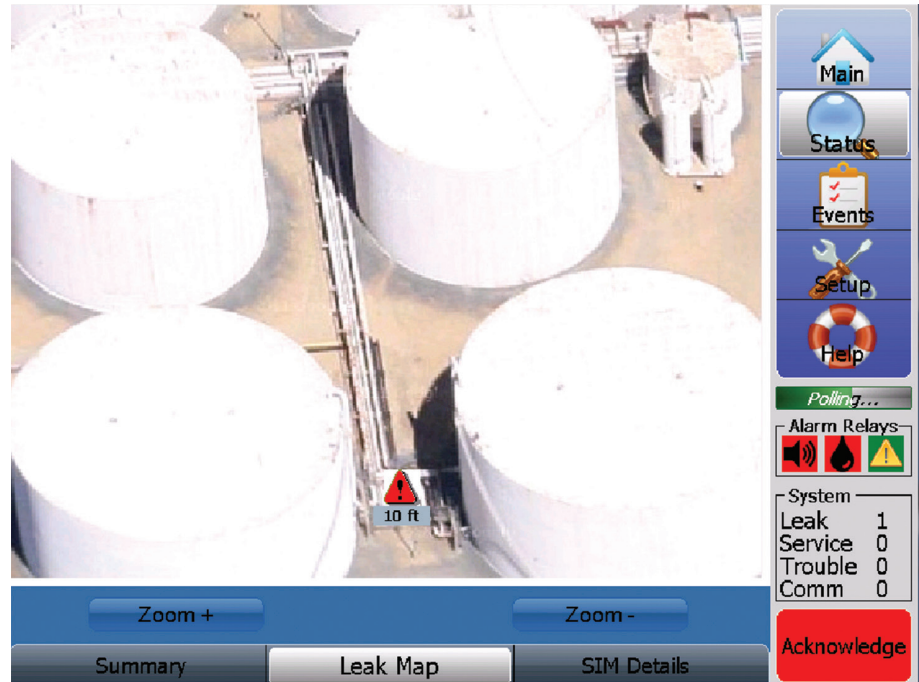 Main
Status
Events
Setup
Help
Polling...
Alarm Relays
System
Leak 1
Service 0
Trouble 0
Comm 0
Acknowledge
10 ft
Zoom +
Zoom -
Summary
Leak Map
SIM Details